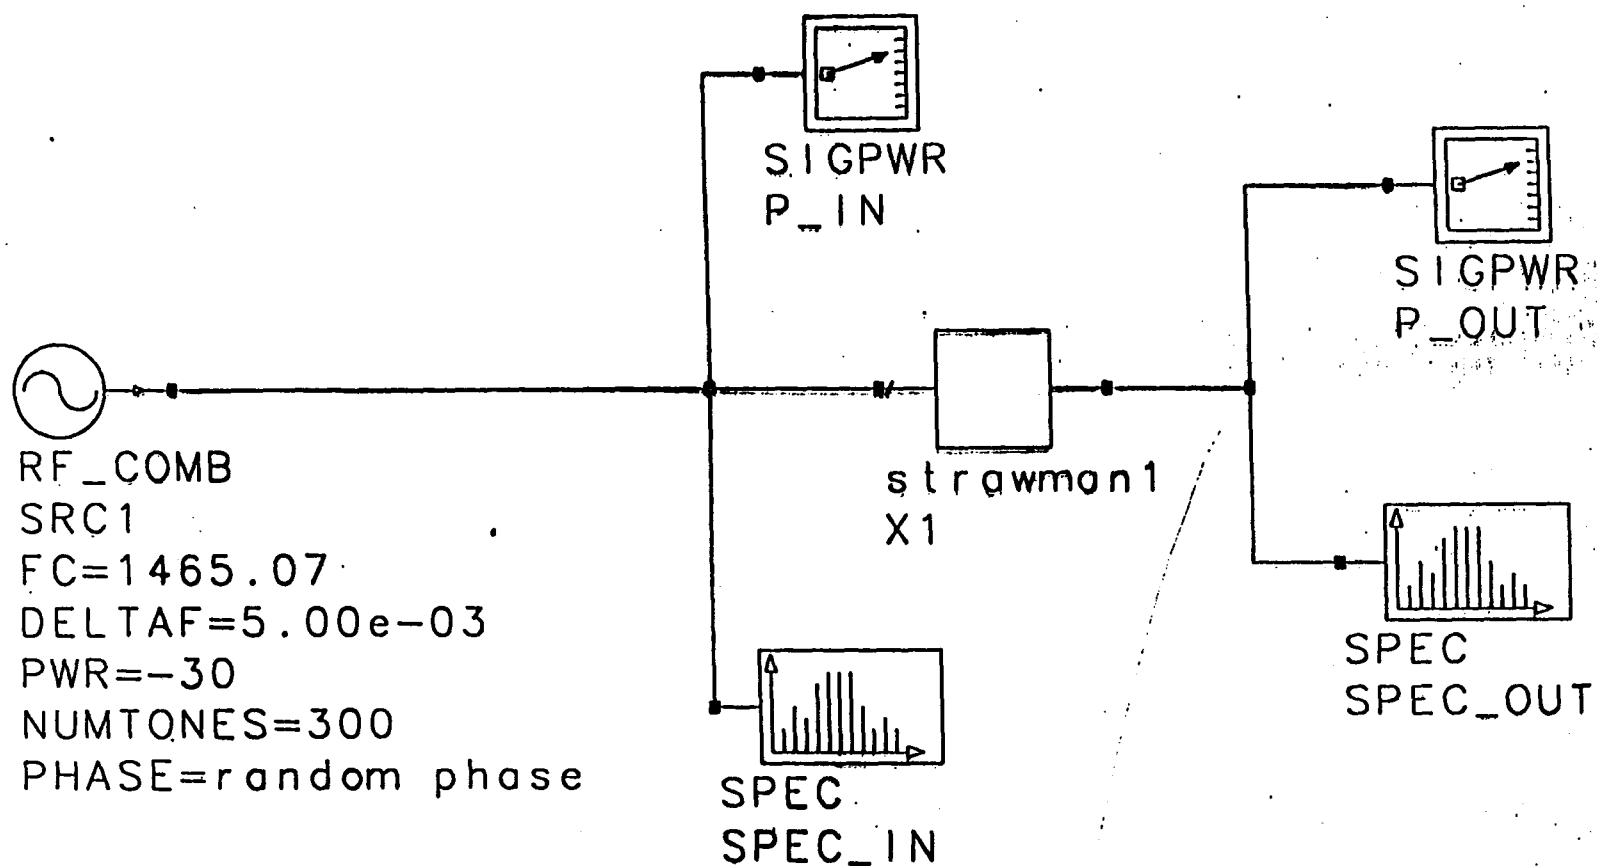 SIGPWR
P_IN
SIGPWR
P_OUT
RF_COMB
SRC1
FC=1465.07
DELTAF=5.00e-03
PWR=-30
NUMTONES=300
PHASE=random phase
strawman1
X1
SPEC
SPEC_IN
SPEC
SPEC_OUT